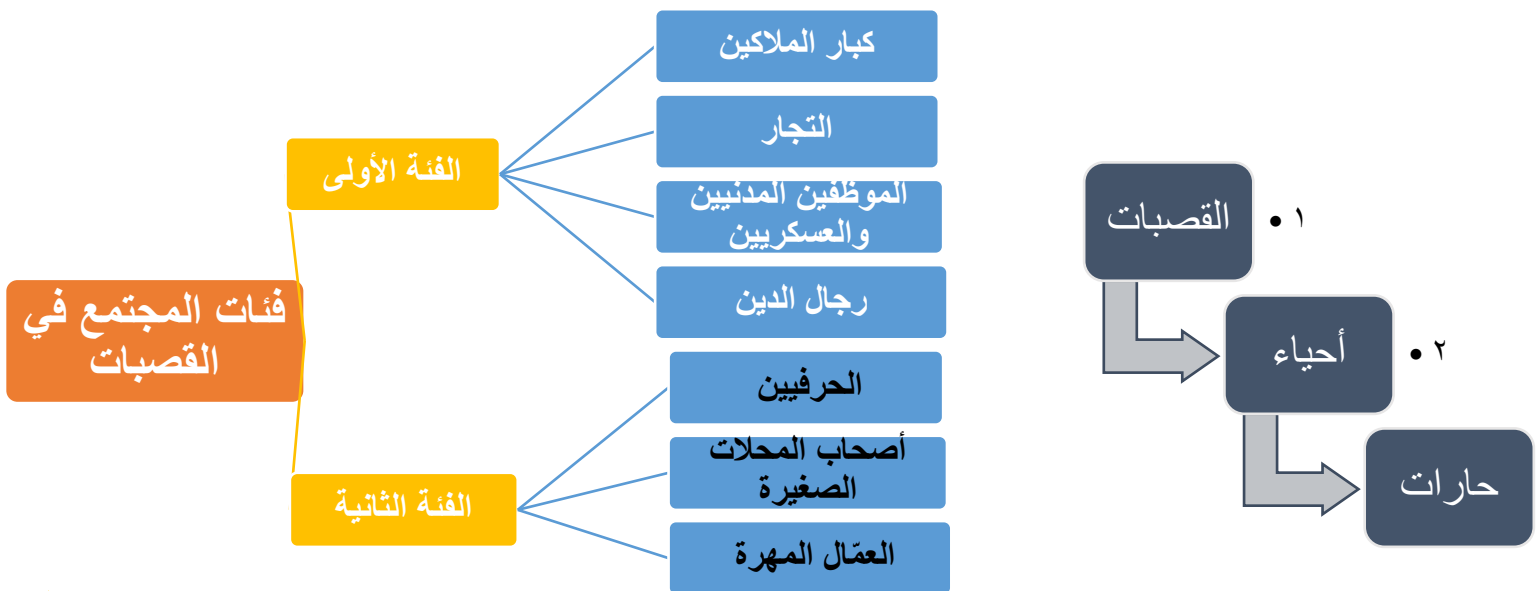 القصبات
• ١
أحياء
• ٢
حارات
فئات المجتمع في
القصبات
الفئة الأولى
كبار الملاكين
التجار
الموظفين المدنيين
والعسكريين
رجال الدين
الفئة الثانية
الحرفيين
أصحاب المحلات
الصغيرة
العمّال المهرة